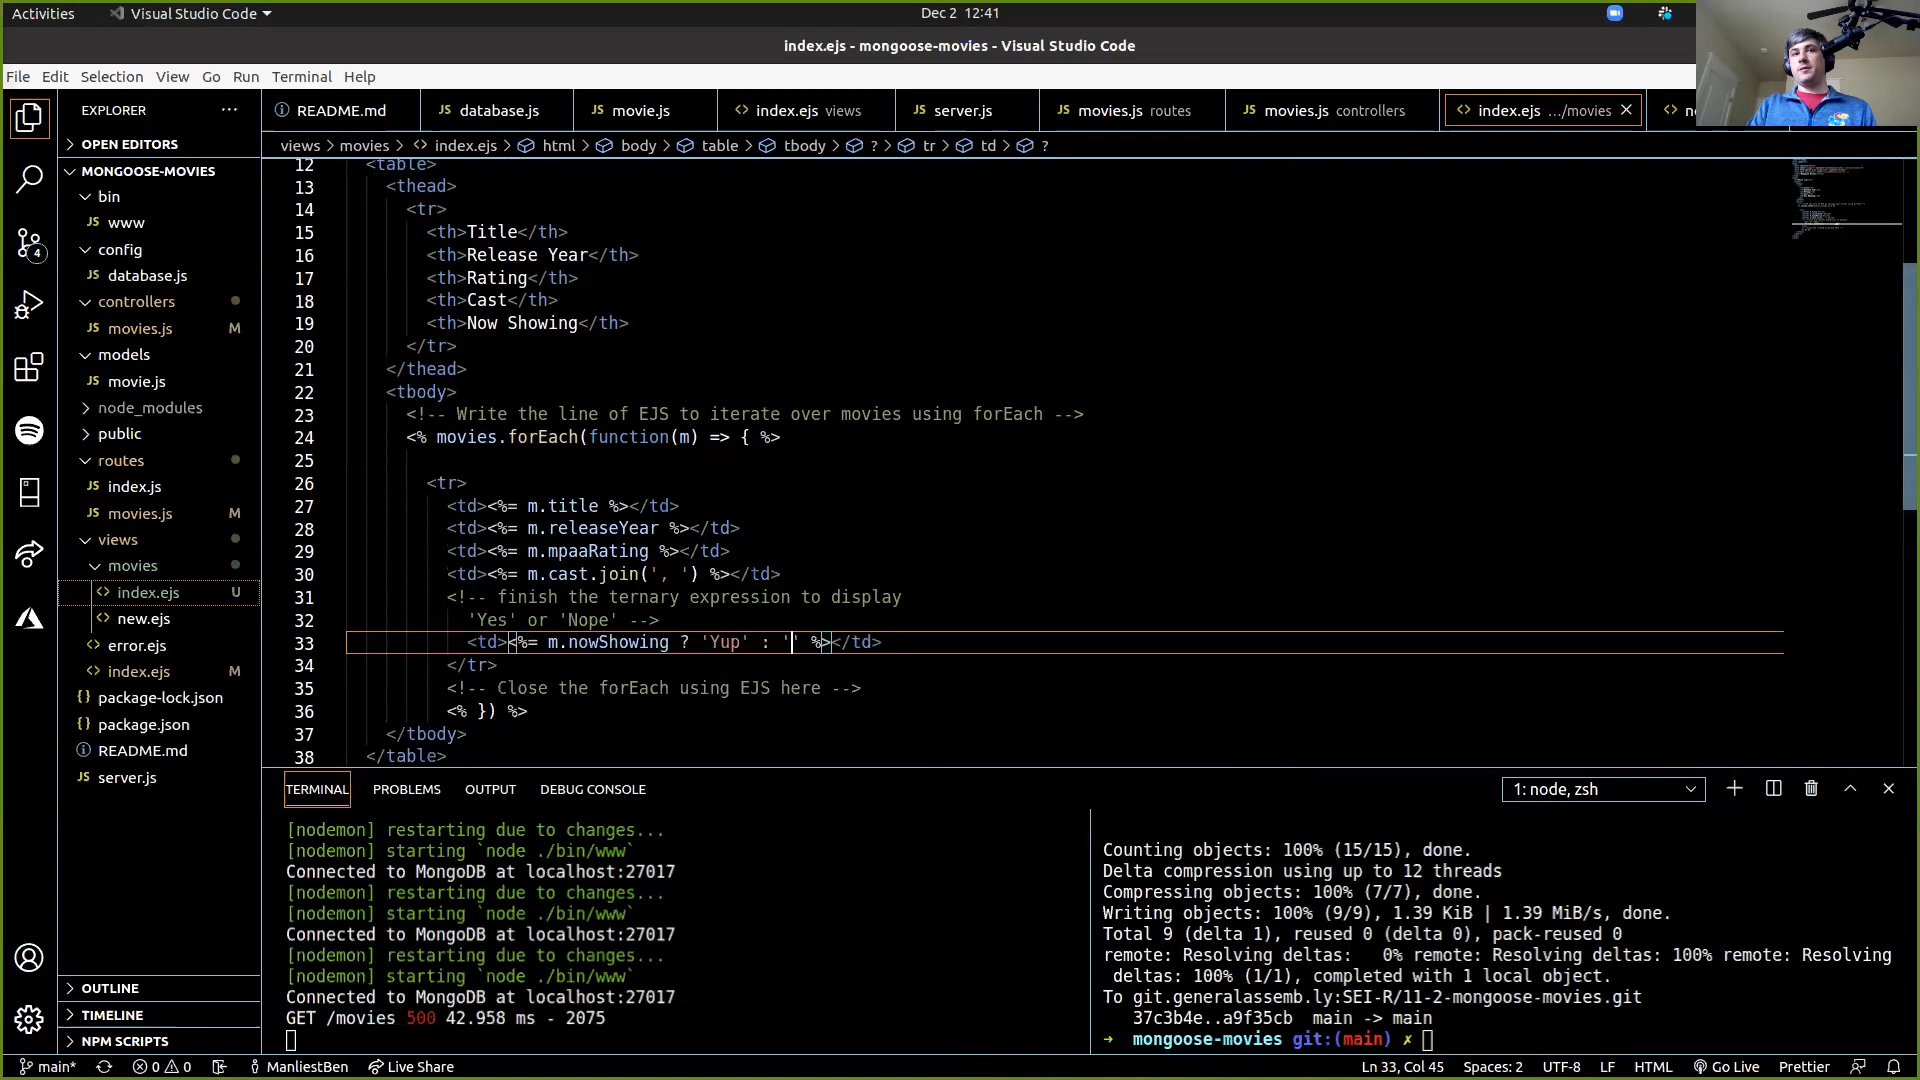 Activities
Visual Studio Code
Dec 2 12:41
index.ejs - mongoose-movies - Visual Studio Code
File Edit Selection View Go Run Terminal Help
EXPLORER ...
README.md
JS database.js
JS movie.js
index.ejs views
JS server.js
JS movies.js routes
JS movies.js controllers
index.ejs .../movies
views > movies > index.ejs > html > body > table > tbody > ? > tr > td > ?
OPEN EDITORS
MONGOOSE-MOVIES
bin
JS www
config
JS database.js
controllers
JS movies.js M
models
JS movie.js
node_modules
public
routes
JS index.js
JS movies.js M
views
movies
index.ejs U
new.ejs
error.ejs
index.ejs M
package-lock.json
package.json
README.md
JS server.js
OUTLINE
TIMELINE
NPM SCRIPTS
4
12 <table>
13 <thead>
14 <tr>
15 <th>Title</th>
16 <th>Release Year</th>
17 <th>Rating</th>
18 <th>Cast</th>
19 <th>Now Showing</th>
20 </tr>
21 </thead>
22 <tbody>
23 <!-- Write the line of EJS to iterate over movies using forEach -->
24 <% movies.forEach(function(m) => { %>
25
26 <tr>
27 <td><%= m.title %></td>
28 <td><%= m.releaseYear %></td>
29 <td><%= m.mpaaRating %></td>
30 <td><%= m.cast.join(', ') %></td>
31 <!-- finish the ternary expression to display
32 'Yes' or 'Nope' -->
33 <td><%= m.nowShowing ? 'Yup' : '' %></td>
34 </tr>
35 <!-- Close the forEach using EJS here -->
36 <% }) %>
37 </tbody>
38 </table>
TERMINAL PROBLEMS OUTPUT DEBUG CONSOLE
1: node, zsh
[nodemon] restarting due to changes...
[nodemon] starting `node ./bin/www`
Connected to MongoDB at localhost:27017
[nodemon] restarting due to changes...
[nodemon] starting `node ./bin/www`
Connected to MongoDB at localhost:27017
[nodemon] restarting due to changes...
[nodemon] starting `node ./bin/www`
Connected to MongoDB at localhost:27017
GET /movies 500 42.958 ms - 2075
Counting objects: 100% (15/15), done.
Delta compression using up to 12 threads
Compressing objects: 100% (7/7), done.
Writing objects: 100% (9/9), 1.39 KiB | 1.39 MiB/s, done.
Total 9 (delta 1), reused 0 (delta 0), pack-reused 0
remote: Resolving deltas: 0% remote: Resolving deltas: 100% remote: Resolving
deltas: 100% (1/1), completed with 1 local object.
To git.generalassemb.ly:SEI-R/11-2-mongoose-movies.git
37c3b4e..a9f35cb main -> main
→ mongoose-movies git:(main) ✗
main* 0 0 ManliestBen Live Share
Ln 33, Col 45 Spaces: 2 UTF-8 LF HTML Go Live Prettier